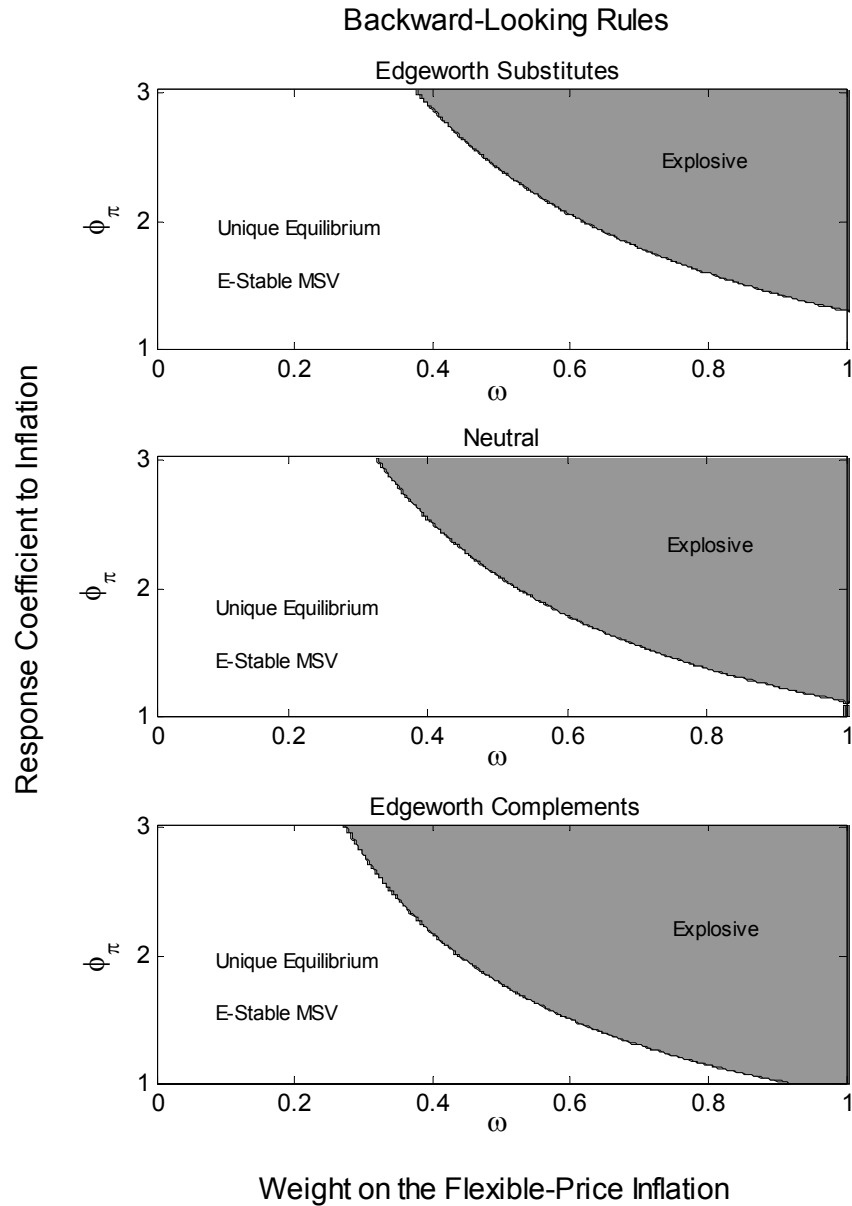 Backward-Looking Rules
Edgeworth Substitutes
3
2
1
ϕπ
Explosive
Unique Equilibrium
E-Stable MSV
0 0.2 0.4 0.6 0.8 1
ω
Response Coefficient to Inflation
Neutral
3
2
1
ϕπ
Explosive
Unique Equilibrium
E-Stable MSV
0 0.2 0.4 0.6 0.8 1
ω
Edgeworth Complements
3
2
1
ϕπ
Explosive
Unique Equilibrium
E-Stable MSV
0 0.2 0.4 0.6 0.8 1
ω
Weight on the Flexible-Price Inflation